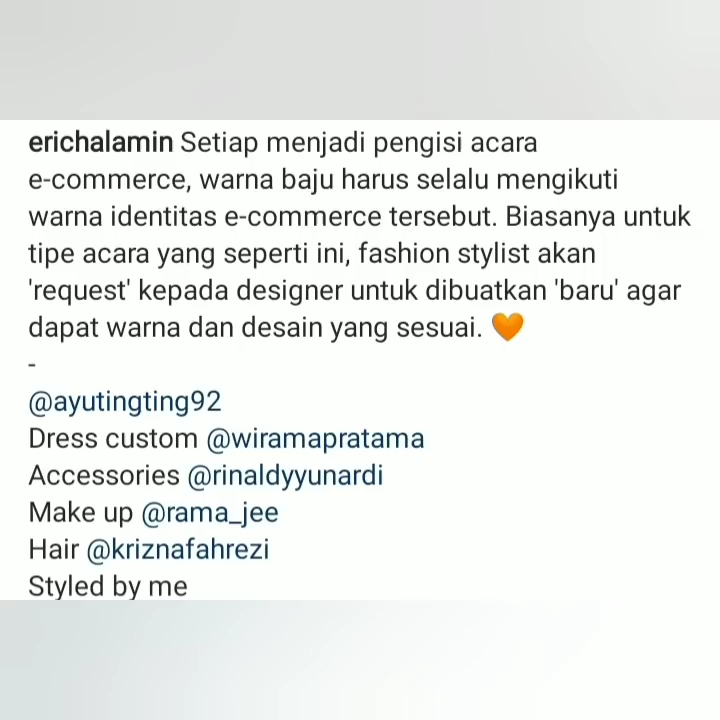 erichalamin Setiap menjadi pengisi acara
e-commerce, warna baju harus selalu mengikuti
warna identitas e-commerce tersebut. Biasanya untuk
tipe acara yang seperti ini, fashion stylist akan
'request' kepada designer untuk dibuatkan 'baru' agar
dapat warna dan desain yang sesuai. 🧡
-
@ayutingting92
Dress custom @wiramapratama
Accessories @rinaldyyunardi
Make up @rama_jee
Hair @kriznafahrezi
Styled by me